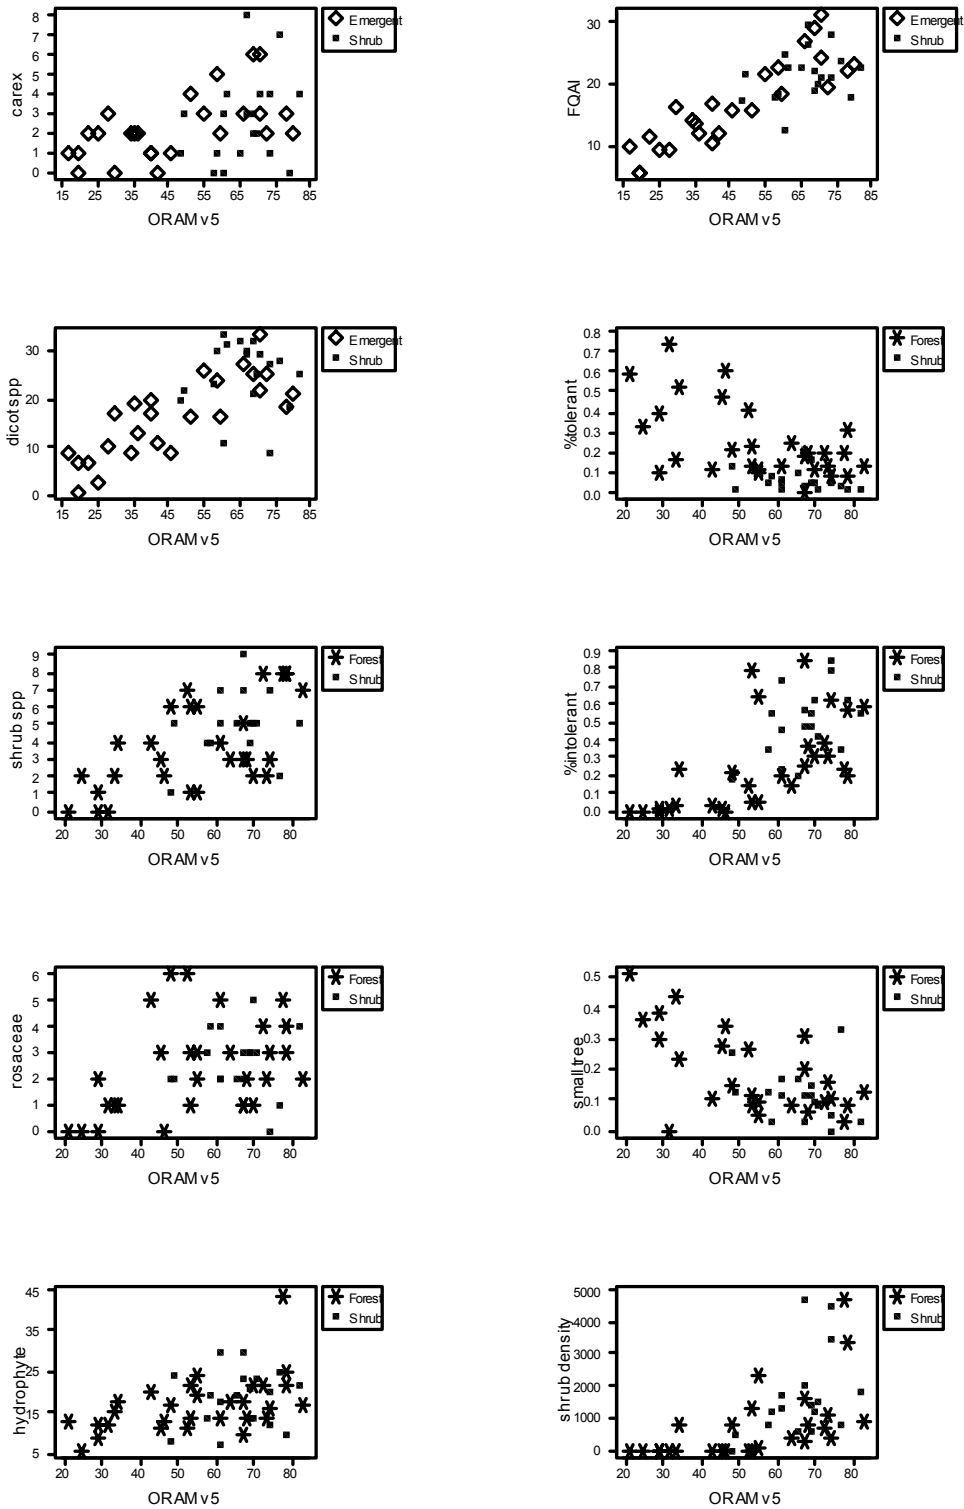 carex
8
7
6
5
4
3
2
1
0
15 25 35 45 55 65 75 85
ORAM v5
Emergent
Shrub
FQAI
30
20
10
15 25 35 45 55 65 75 85
ORAM v5
Emergent
Shrub
dicot spp
30
20
10
0
15 25 35 45 55 65 75 85
ORAM v5
Emergent
Shrub
%tolerant
0.8
0.7
0.6
0.5
0.4
0.3
0.2
0.1
0.0
20 30 40 50 60 70 80
ORAM v5
Forest
Shrub
shrub spp
9
8
7
6
5
4
3
2
1
0
20 30 40 50 60 70 80
ORAM v5
Forest
Shrub
%intolerant
0.9
0.8
0.7
0.6
0.5
0.4
0.3
0.2
0.1
0.0
20 30 40 50 60 70 80
ORAM v5
Forest
Shrub
rosaceae
6
5
4
3
2
1
0
20 30 40 50 60 70 80
ORAM v5
Forest
Shrub
small tree
0.5
0.4
0.3
0.2
0.1
0.0
20 30 40 50 60 70 80
ORAM v5
Forest
Shrub
hydrophyte
45
35
25
15
5
20 30 40 50 60 70 80
ORAM v5
Forest
Shrub
shrub density
5000
4000
3000
2000
1000
0
20 30 40 50 60 70 80
ORAM v5
Forest
Shrub